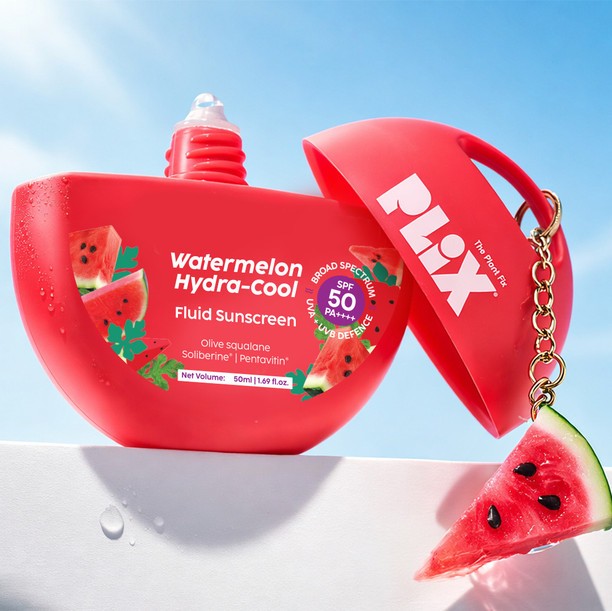 PLiX®
The Plant Fix
Watermelon
Hydra-Cool
Fluid Sunscreen
Olive squalane
Soliberine® | Pentavitin®
Net Volume: 50ml | 1.69 fl.oz.
BROAD SPECTRUM
SPF
50
PA++++
UVA + UVB DEFENCE